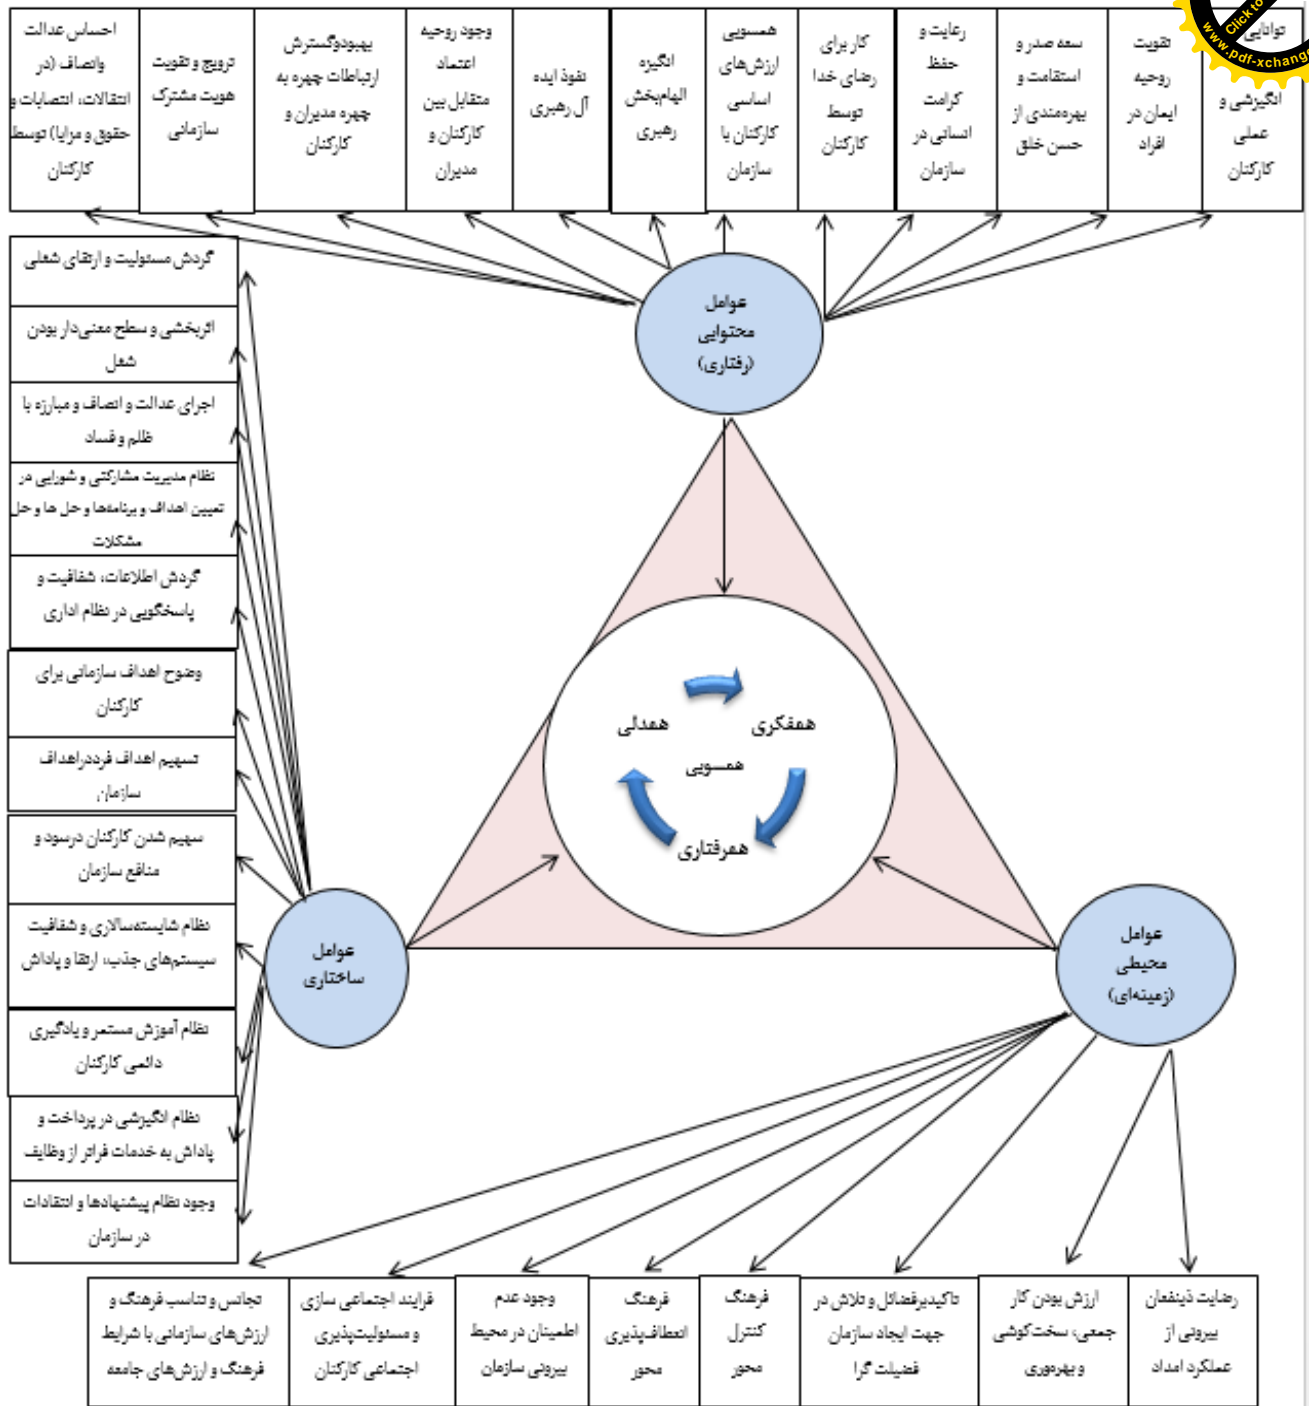 Click to
www.pdf-xchange
توانایی
انگیزشی و
عملی
کارکنان
تقویت
روحیه
ایمان در
افراد
سعه صدر و
استقامت و
بهره‌مندی از
حسن خلق
رعایت و
حفظ
کرامت
انسانی در
سازمان
کار برای
رضای خدا
توسط
کارکنان
همسویی
ارزش‌های
اساسی
کارکنان با
سازمان
انگیزه
الهام‌بخش
رهبری
نفوذ ایده
آل رهبری
وجود روحیه
اعتماد
متقابل بین
کارکنان و
مدیران
بهبودوگسترش
ارتباطات چهره به
چهره مدیران و
کارکنان
ترویج و تقویت
هویت مشترک
سازمانی
احساس عدالت
وانصاف (در
انتقالات، انتصابات و
حقوق و مزایا) توسط
کارکنان
عوامل
محتوایی
(رفتاری)
گردش مسئولیت و ارتقای شغلی
اثربخشی و سطح معنی‌دار بودن
شغل
اجرای عدالت و انصاف و مبارزه با
ظلم و فساد
نظام مدیریت مشارکتی و شورایی در
تعیین اهداف و برنامه‌ها و حل ها و حل
مشکلات
گردش اطلاعات، شفافیت و
پاسخگویی در نظام اداری
وضوح اهداف سازمانی برای
کارکنان
تسهیم اهداف فرددراهداف
سازمان
سهیم شدن کارکنان درسود و
منافع سازمان
نظام شایسته‌سالاری و شفافیت
سیستم‌های جذب، ارتقا و پاداش
نظام آموزش مستمر و یادگیری
دائمی کارکنان
نظام انگیزشی در پرداخت و
پاداش به خدمات فراتر از وظایف
وجود نظام پیشنهادها و انتقادات
در سازمان
همفکری
همدلی
همسویی
همرفتاری
عوامل
ساختاری
عوامل
محیطی
(زمینه‌ای)
رضایت ذینفعان
بیرونی از
عملکرد امداد
ارزش بودن کار
جمعی، سخت‌کوشی
و بهره‌وری
تاکیدبرفضائل و تلاش در
جهت ایجاد سازمان
فضیلت گرا
فرهنگ
کنترل
محور
فرهنگ
انعطاف‌پذیری
محور
وجود عدم
اطمینان در محیط
بیرونی سازمان
فرایند اجتماعی سازی
و مسئولیت‌پذیری
اجتماعی کارکنان
تجانس و تناسب فرهنگ و
ارزش‌های سازمانی با شرایط
فرهنگ و ارزش‌های جامعه